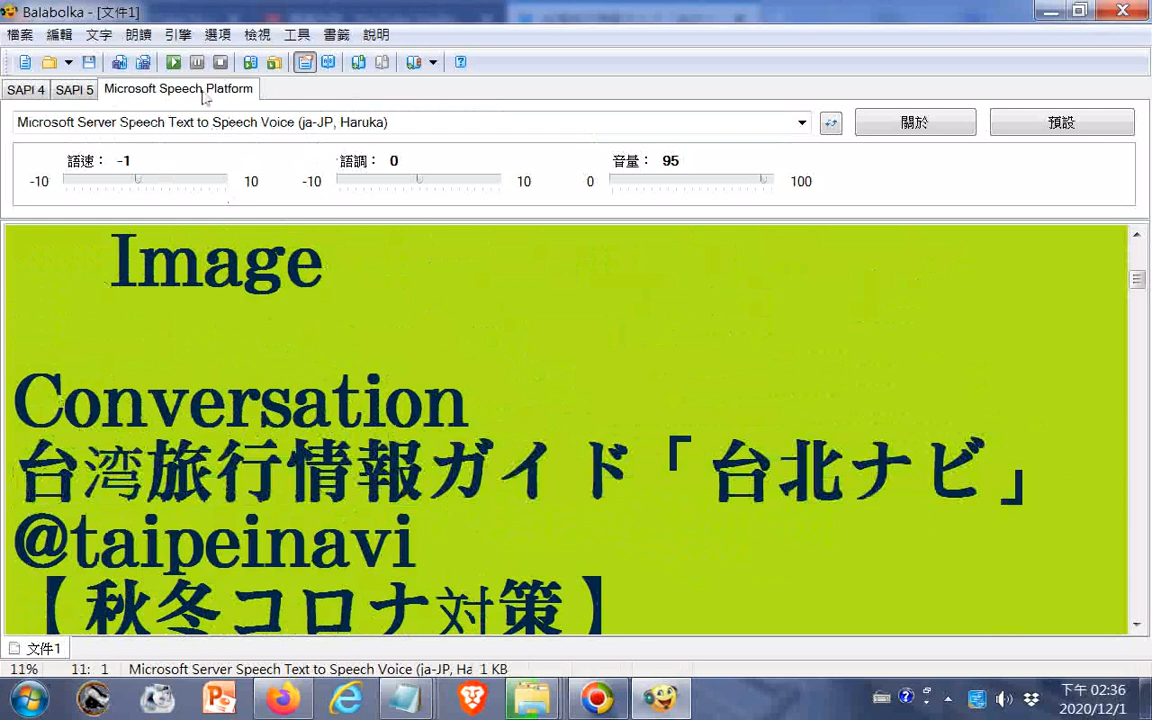 Balabolka - [文件1]
檔案 編輯 文字 朗讀 引擎 選項 檢視 工具 書籤 說明
SAPI 4 SAPI 5 Microsoft Speech Platform
Microsoft Server Speech Text to Speech Voice (ja-JP, Haruka) 關於 預設
語速： -1 語調： 0 音量： 95
-10 10 -10 10 0 100
Image
Conversation
台湾旅行情報ガイド「台北ナビ」
@taipeinavi
【秋冬コロナ対策】
文件1
11% 11: 1 Microsoft Server Speech Text to Speech Voice (ja-JP, Ha 1 KB
下午 02:36
2020/12/1